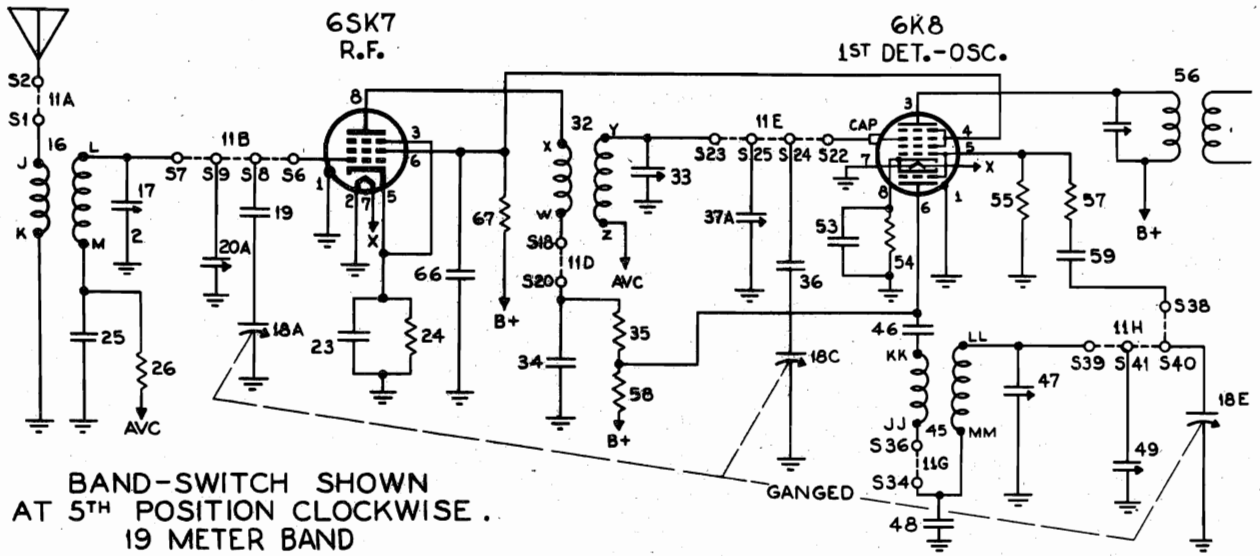 6SK7
R.F.
6K8
1ST DET.-OSC.
S2
11A
S1
16
J
K
L
M
17
2
25
26
AVC
S7
11B
S9
S8
S6
19
20A
18A
8
3
6
1
2
7
5
X
23
24
66
67
B+
32
X
W
Y
Z
S18
11D
S20
AVC
33
34
35
58
B+
S23
11E
S25
S24
S22
37A
36
18C
CAP
3
4
5
7
X
8
6
1
53
54
55
57
59
56
B+
46
KK
LL
JJ
45
MM
S36
11G
S34
48
47
S39
11H
S41
S40
S38
49
18E
GANGED
BAND-SWITCH SHOWN
AT 5TH POSITION CLOCKWISE.
19 METER BAND